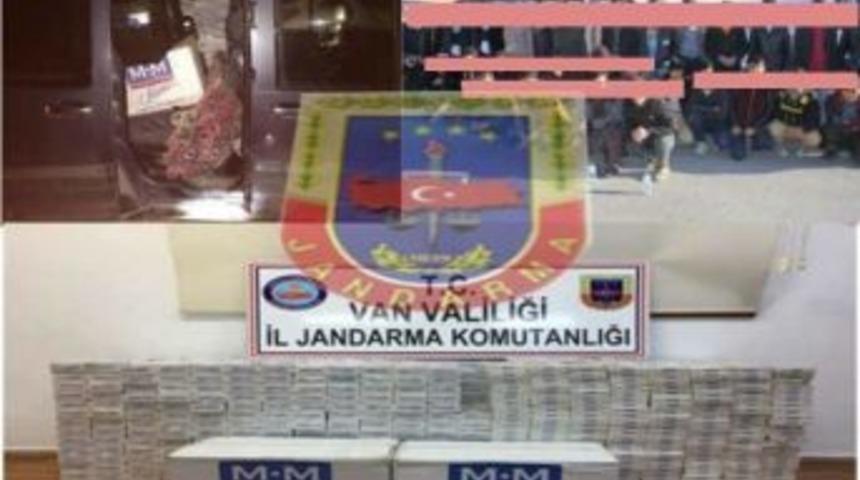 M-M
JANDARMA
T.C.
VAN VALİLİĞİ
İL JANDARMA KOMUTANLIĞI
M-M M-M